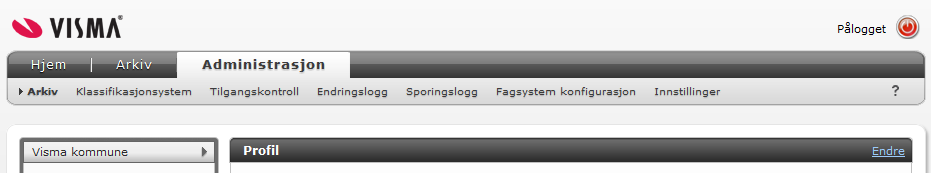 VISMA®
Pålogget
Hjem | Arkiv Administrasjon
Arkiv Klassifikasjonsystem Tilgangskontroll Endringslogg Sporingslogg Fagsystem konfigurasjon Innstillinger ?
Visma kommune
Profil Endre